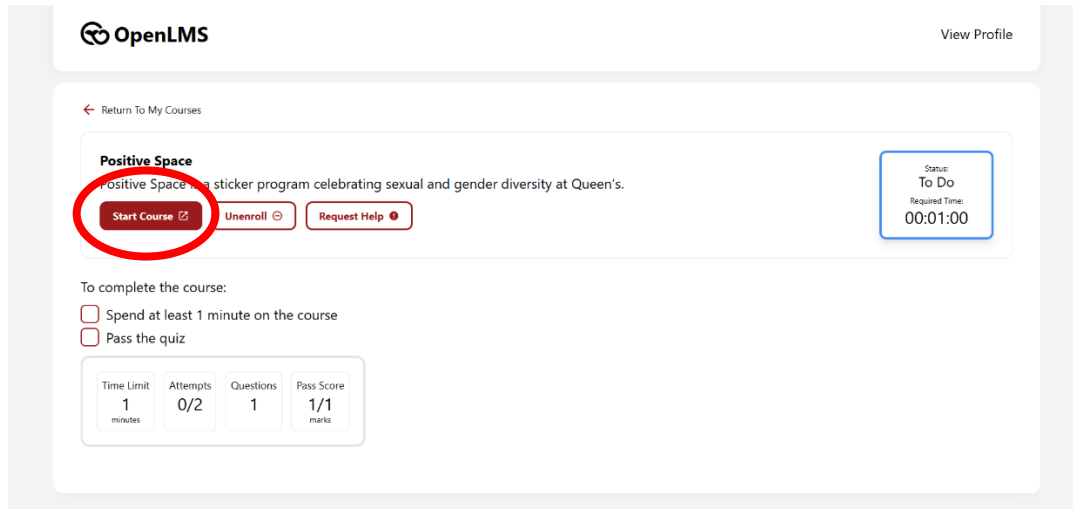 OpenLMS
View Profile
Return To My Courses
Positive Space
Positive Space is a sticker program celebrating sexual and gender diversity at Queen's.
Start Course
Unenroll
Request Help
Status:
To Do
Required Time:
00:01:00
To complete the course:
Spend at least 1 minute on the course
Pass the quiz
Time Limit
1
minutes
Attempts
0/2
Questions
1
Pass Score
1/1
marks